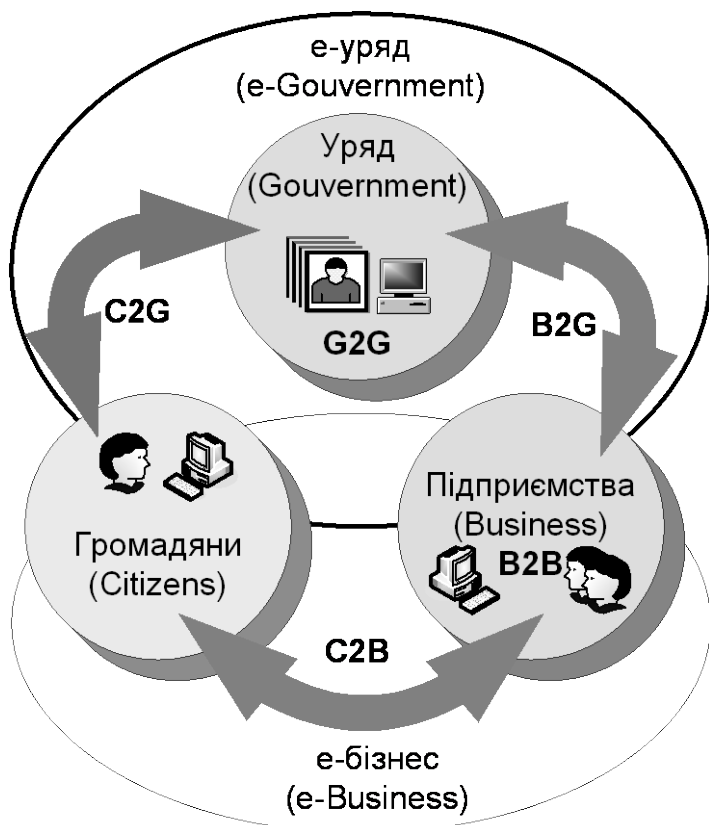 е-уряд
(e-Gouvernment)
Уряд
(Gouvernment)
G2G
C2G
B2G
Громадяни
(Citizens)
Підприємства
(Business)
B2B
C2B
е-бізнес
(e-Business)